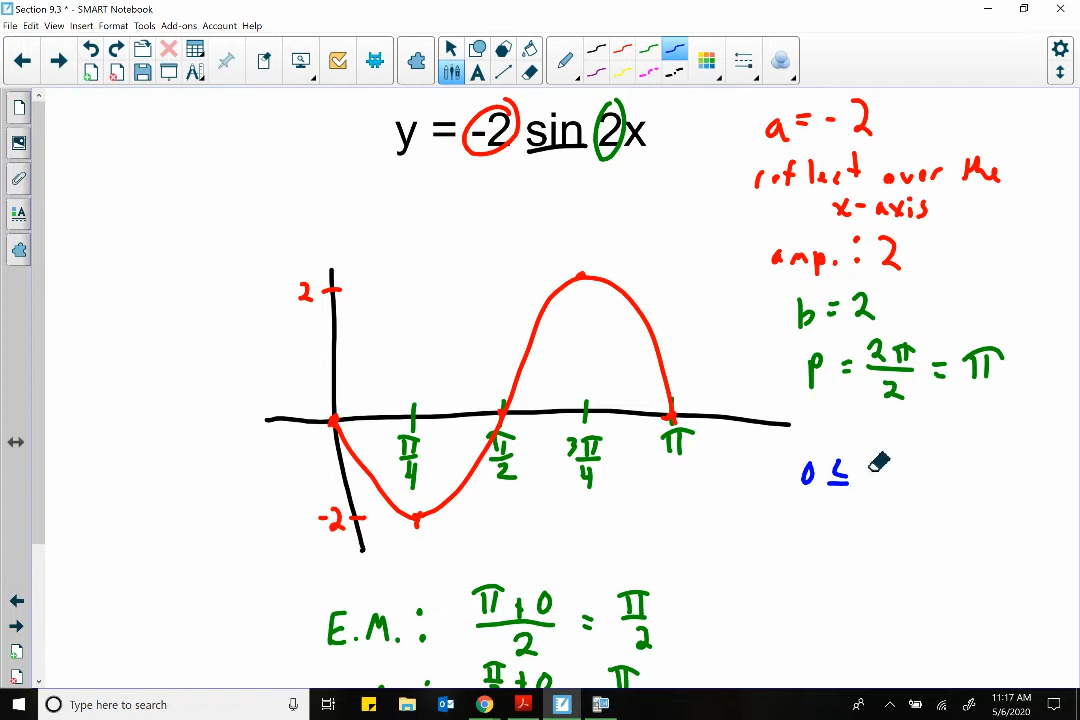 Section 9,3 * - SMART Notebook
File Edit View Insert Format Tools Add-ons Account Help
y = -2 sin 2x
a = - 2
reflect over the
x-axis
amp. : 2
b = 2
p = 2π/2 = π
2
π/4 π/2 3π/4 π
-2
0 ≤
E.M. : π + 0/2 = π/2
π/2 + 0 π
Type here to search
11:17 AM
5/6/2020